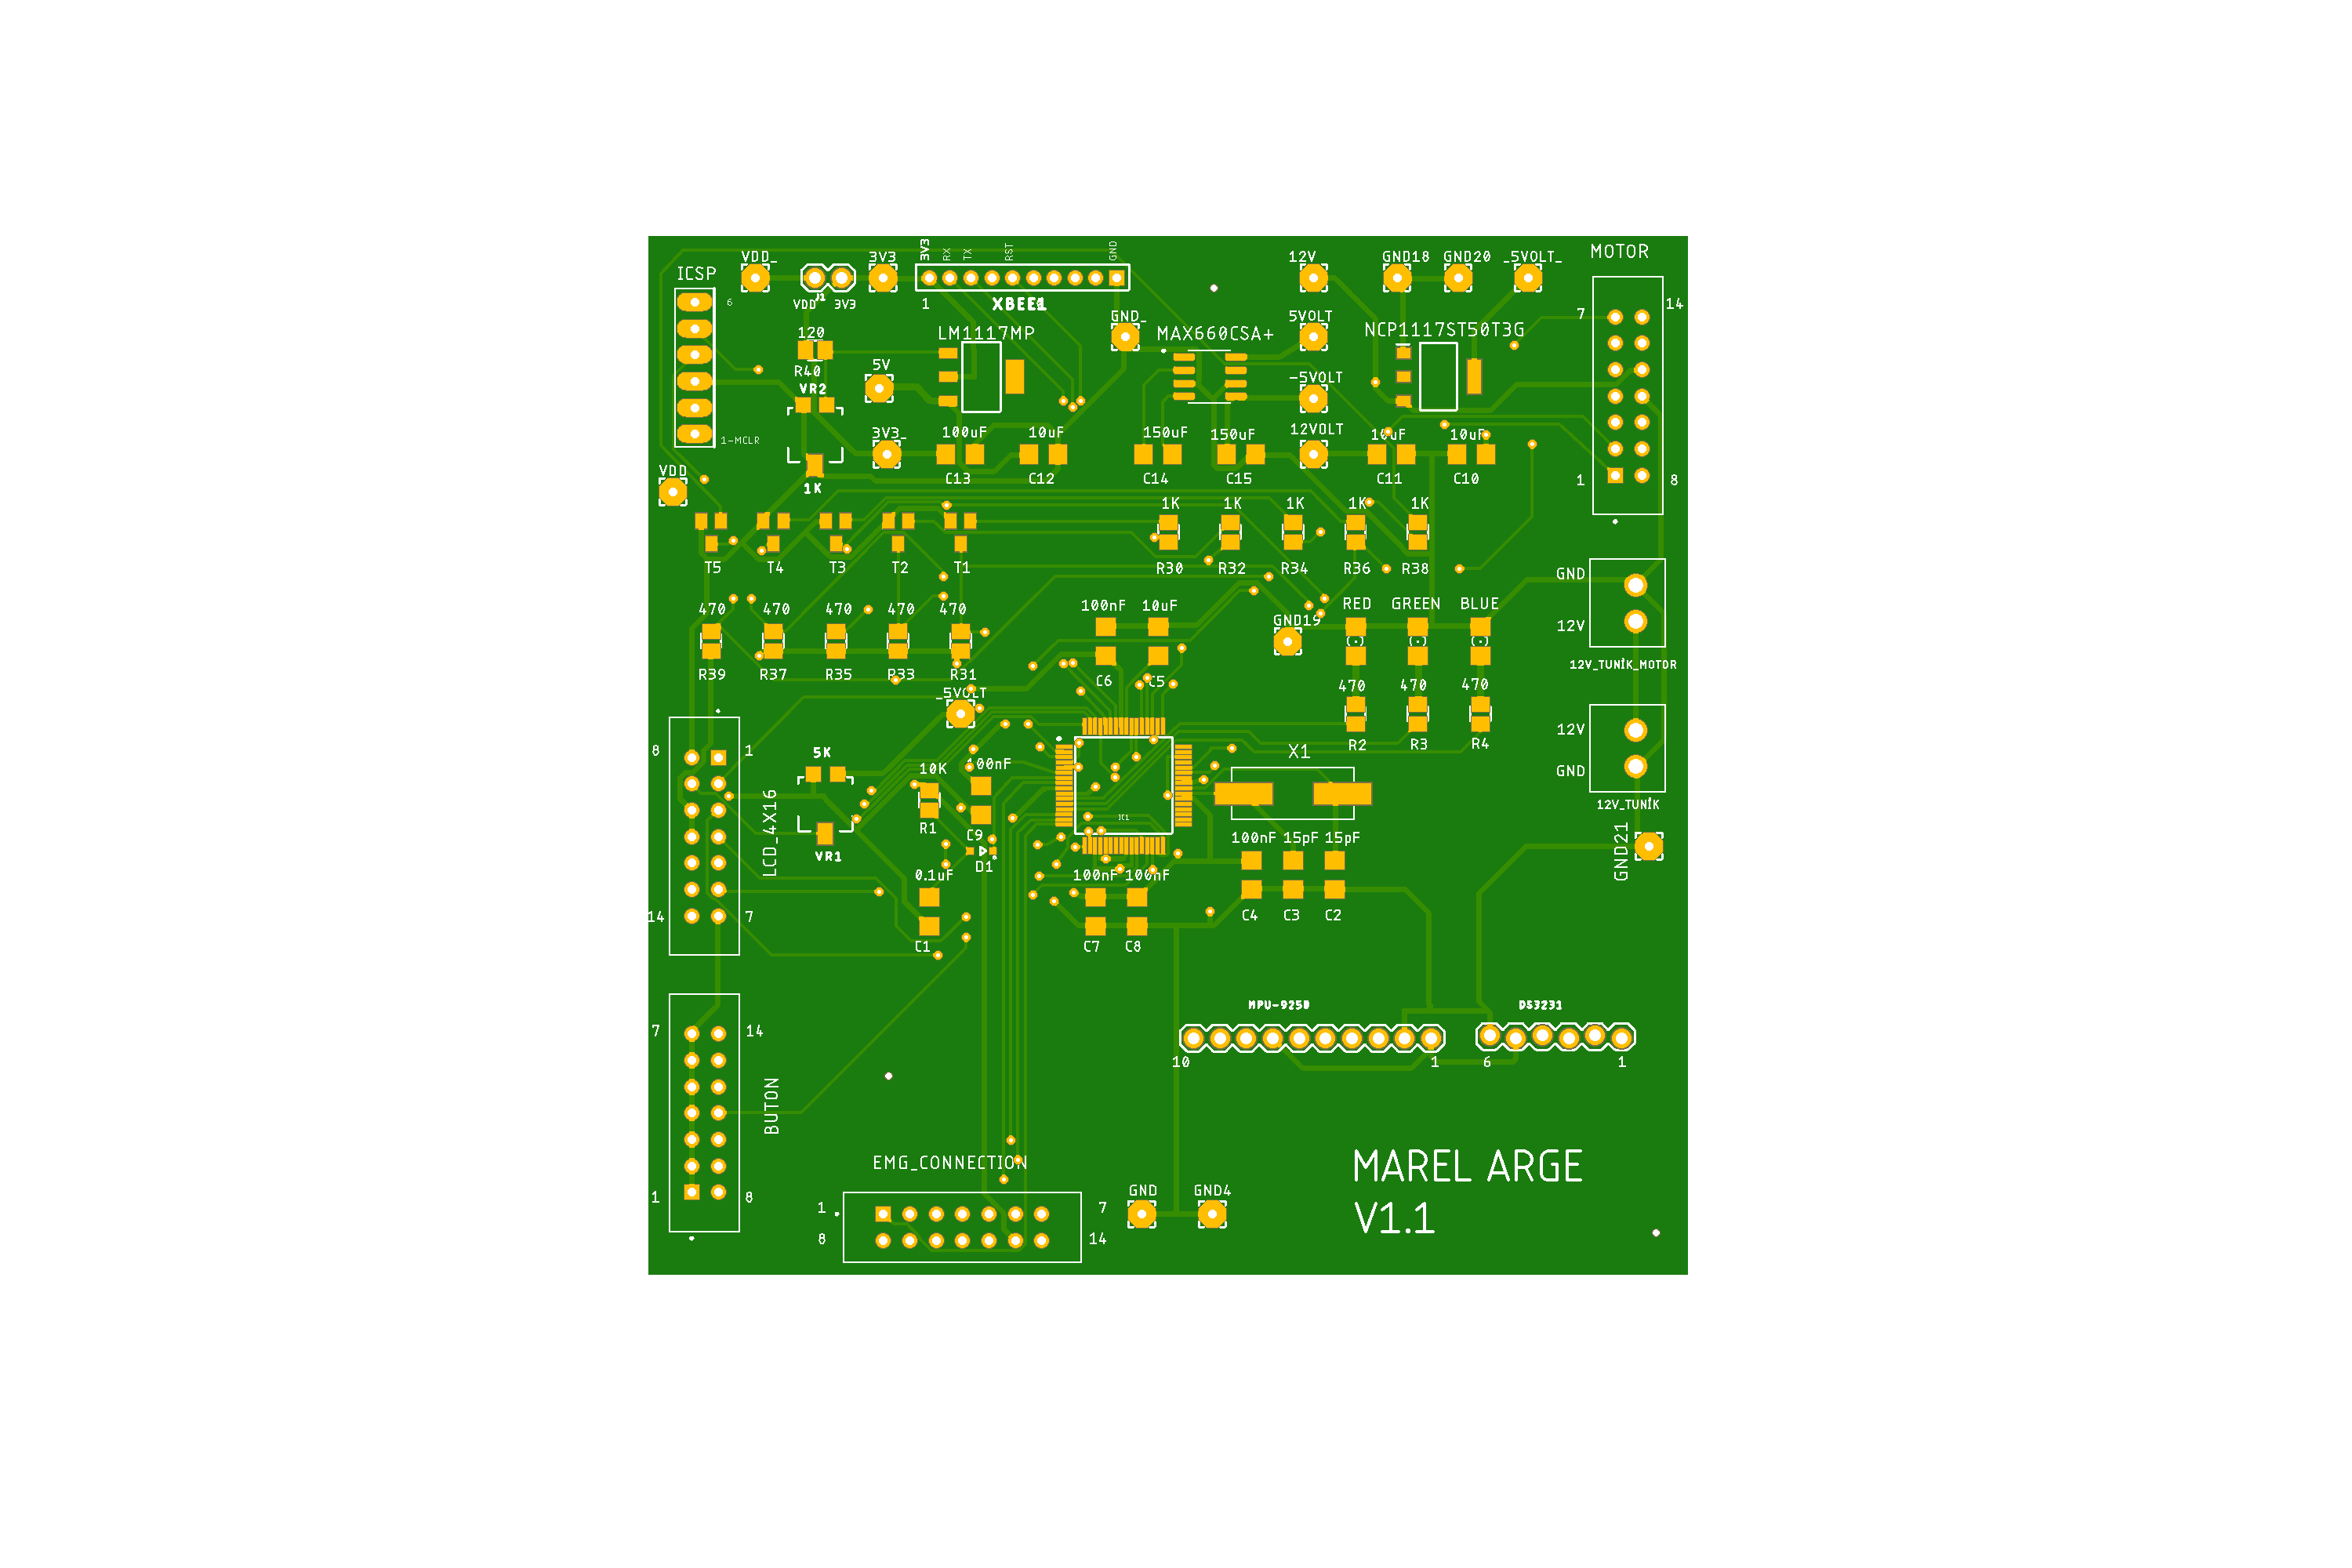 MOTOR
3V3
RX
TX
RST
GND
VDD_
3V3
12V
GND18
GND20
_5VOLT_
ICSP
6
J1
VDD
3V3
1
XBEE1
7
14
120
LM1117MP
GND_
MAX660CSA+
5VOLT
NCP1117ST50T3G
R40
5V
-5VOLT
VR2
1-MCLR
3V3_
100uF
10uF
150uF
150uF
12VOLT
10uF
10uF
VDD
1K
C13
C12
C14
C15
C11
C10
1
8
1K
1K
1K
1K
1K
T5
T4
T3
T2
T1
R30
R32
R34
R36
R38
GND
470
470
470
470
470
100nF
10uF
RED
GREEN
BLUE
GND19
12V
12V_TUNİK_MOTOR
R39
R37
R35
R33
R31
C6
C5
470
470
470
_5VOLT
12V
8
1
5K
R2
R3
R4
X1
10K
100nF
GND
12V_TUNİK
LCD_4X16
R1
C9
IC1
100nF
15pF
15pF
GND21
VR1
D1
0.1uF
100nF
100nF
14
7
C1
C7
C8
C4
C3
C2
MPU-9250
DS3231
7
14
10
1
6
1
BUTON
EMG_CONNECTION
MAREL ARGE
1
8
GND
GND4
1
7
V1.1
8
14